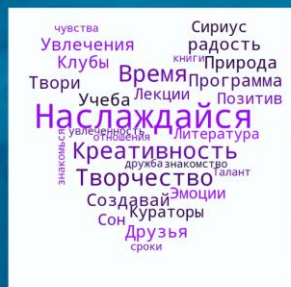 чувства
Сириус
Увлечения
радость
книги
Клубы
Природа
Время
Твори
Программа
Лекции
Учеба
Позитив
Наслаждайся
увлеченность
Литература
отношения
Креативность
знакомься
дружба
знакомство
Творчество
Талант
Создавай
Эмоции
Сон
Кураторы
Друзья
сроки